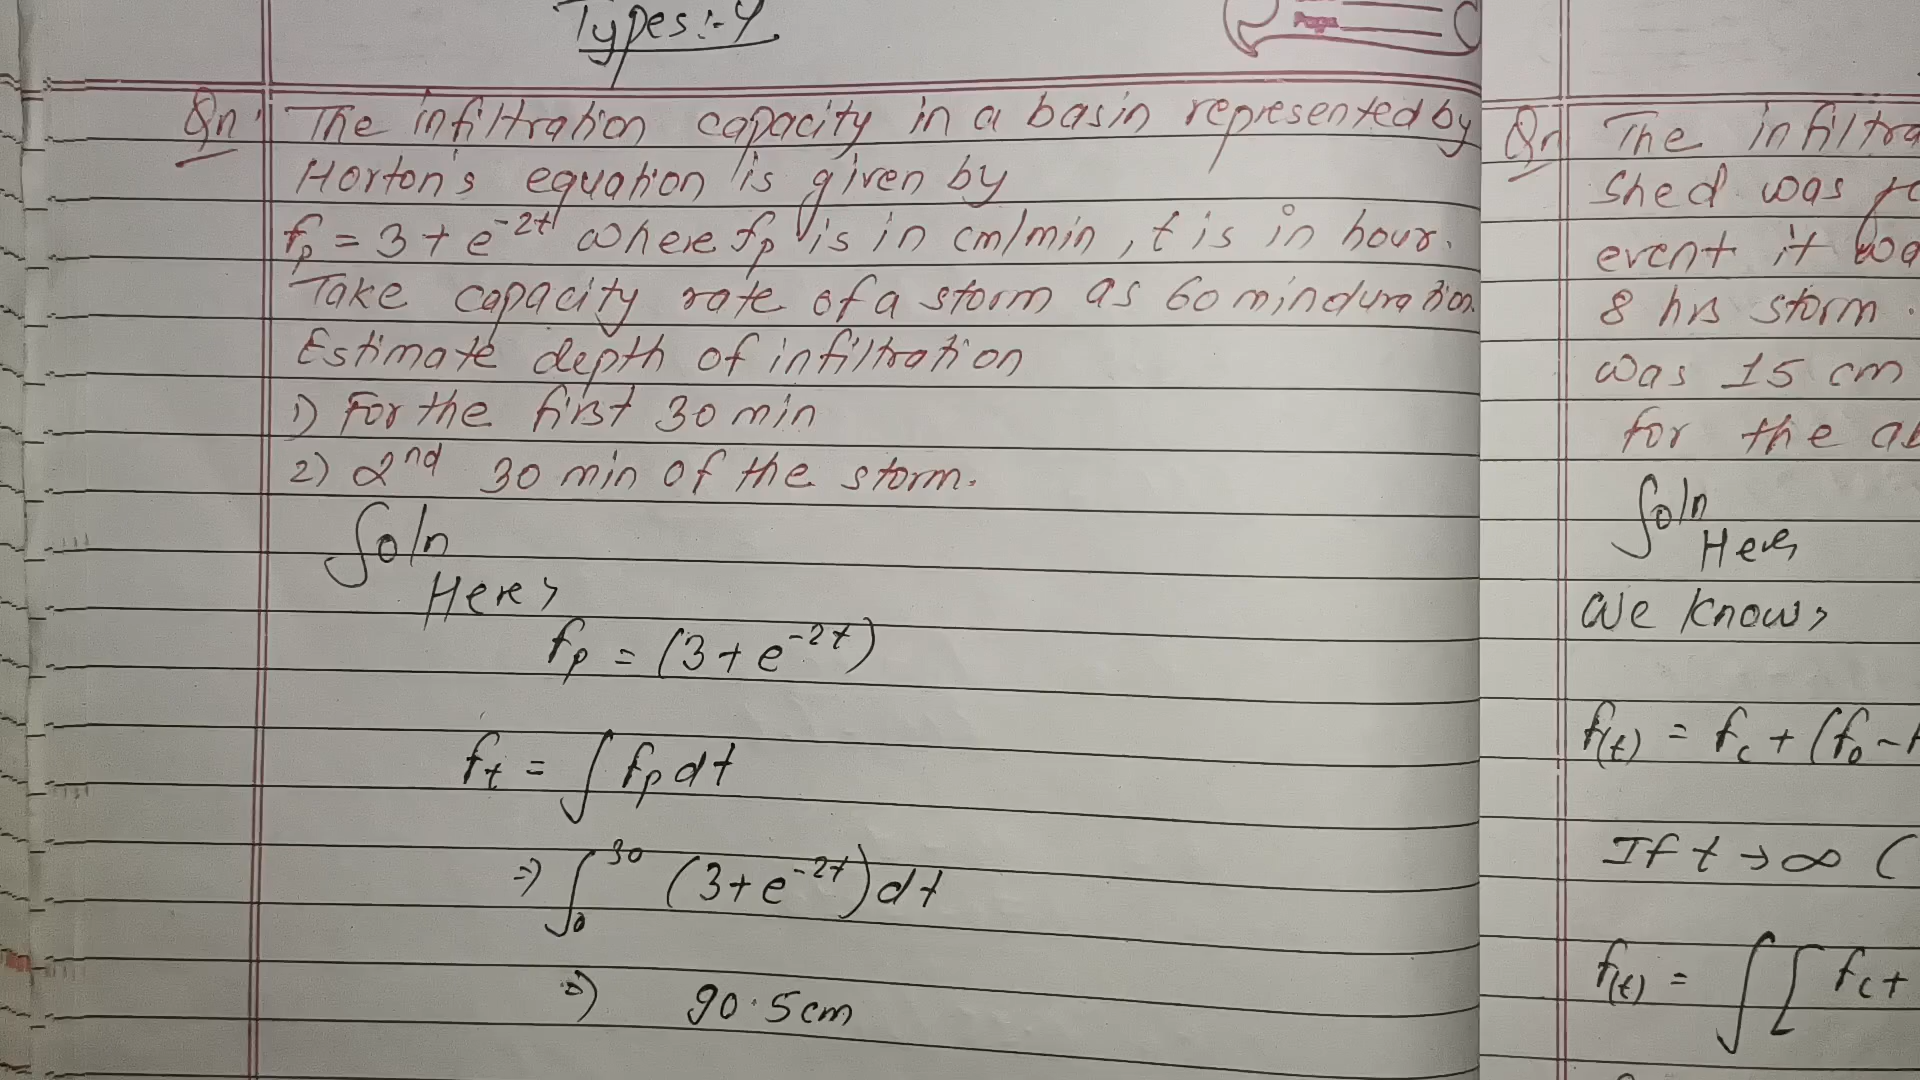 Types:-4
Page
Qn: The infiltration capacity in a basin represented by
Horton's equation is given by
fp = 3 + e^-2t where fp is in cm/min, t is in hour.
Take capacity rate of a storm as 60 min duration.
Estimate depth of infiltration
1) For the first 30 min
2) 2nd 30 min of the storm.
Soln
Here,
fp = (3 + e^-2t)
ft = ∫ fp dt
⇒ ∫_0^30 (3 + e^-2t) dt
⇒ 90.5 cm
Qn The infiltra
shed was
event it
8 hrs storm.
was 15 cm
for the
Soln
Here,
We know,
f(t) = fc + (fo -
If t → ∞ (
f(t) = ∫ [ fc +